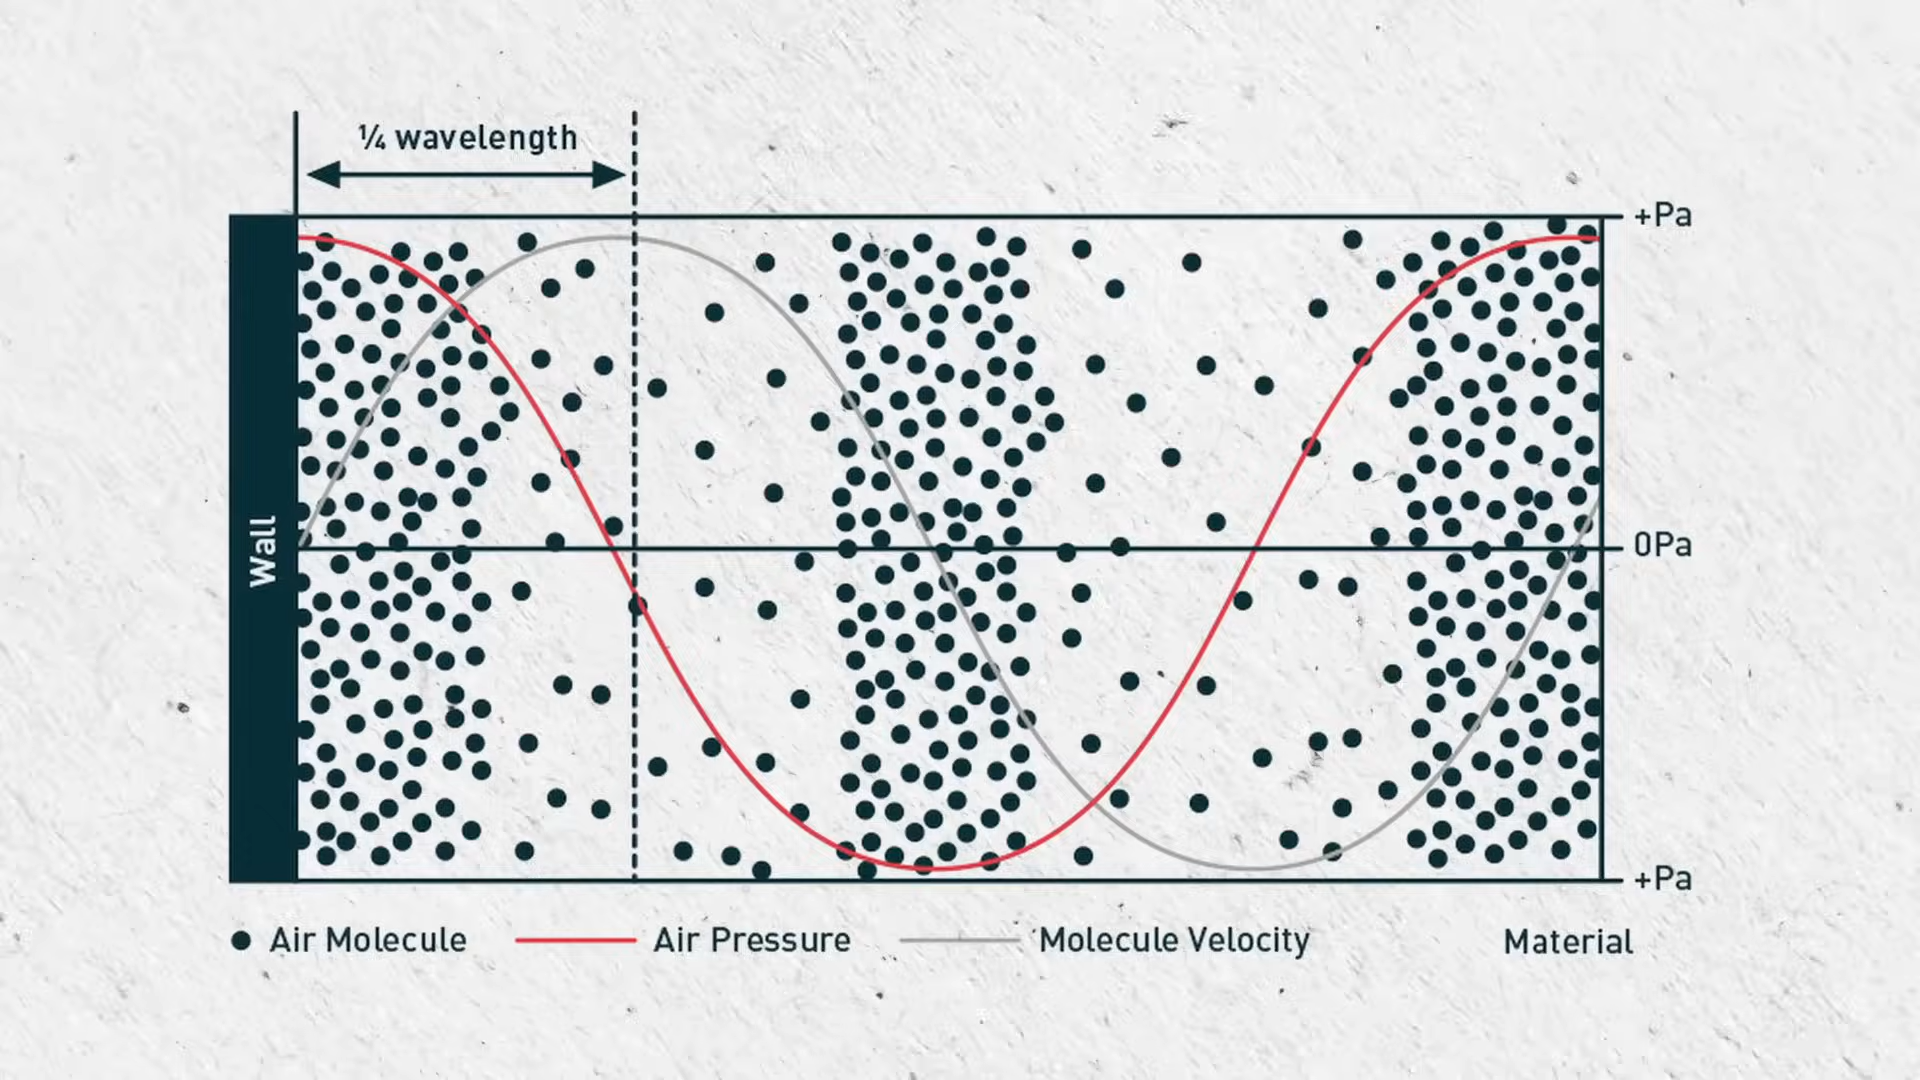 ¼ wavelength
+Pa
Wall
0Pa
+Pa
Air Molecule
Air Pressure
Molecule Velocity
Material